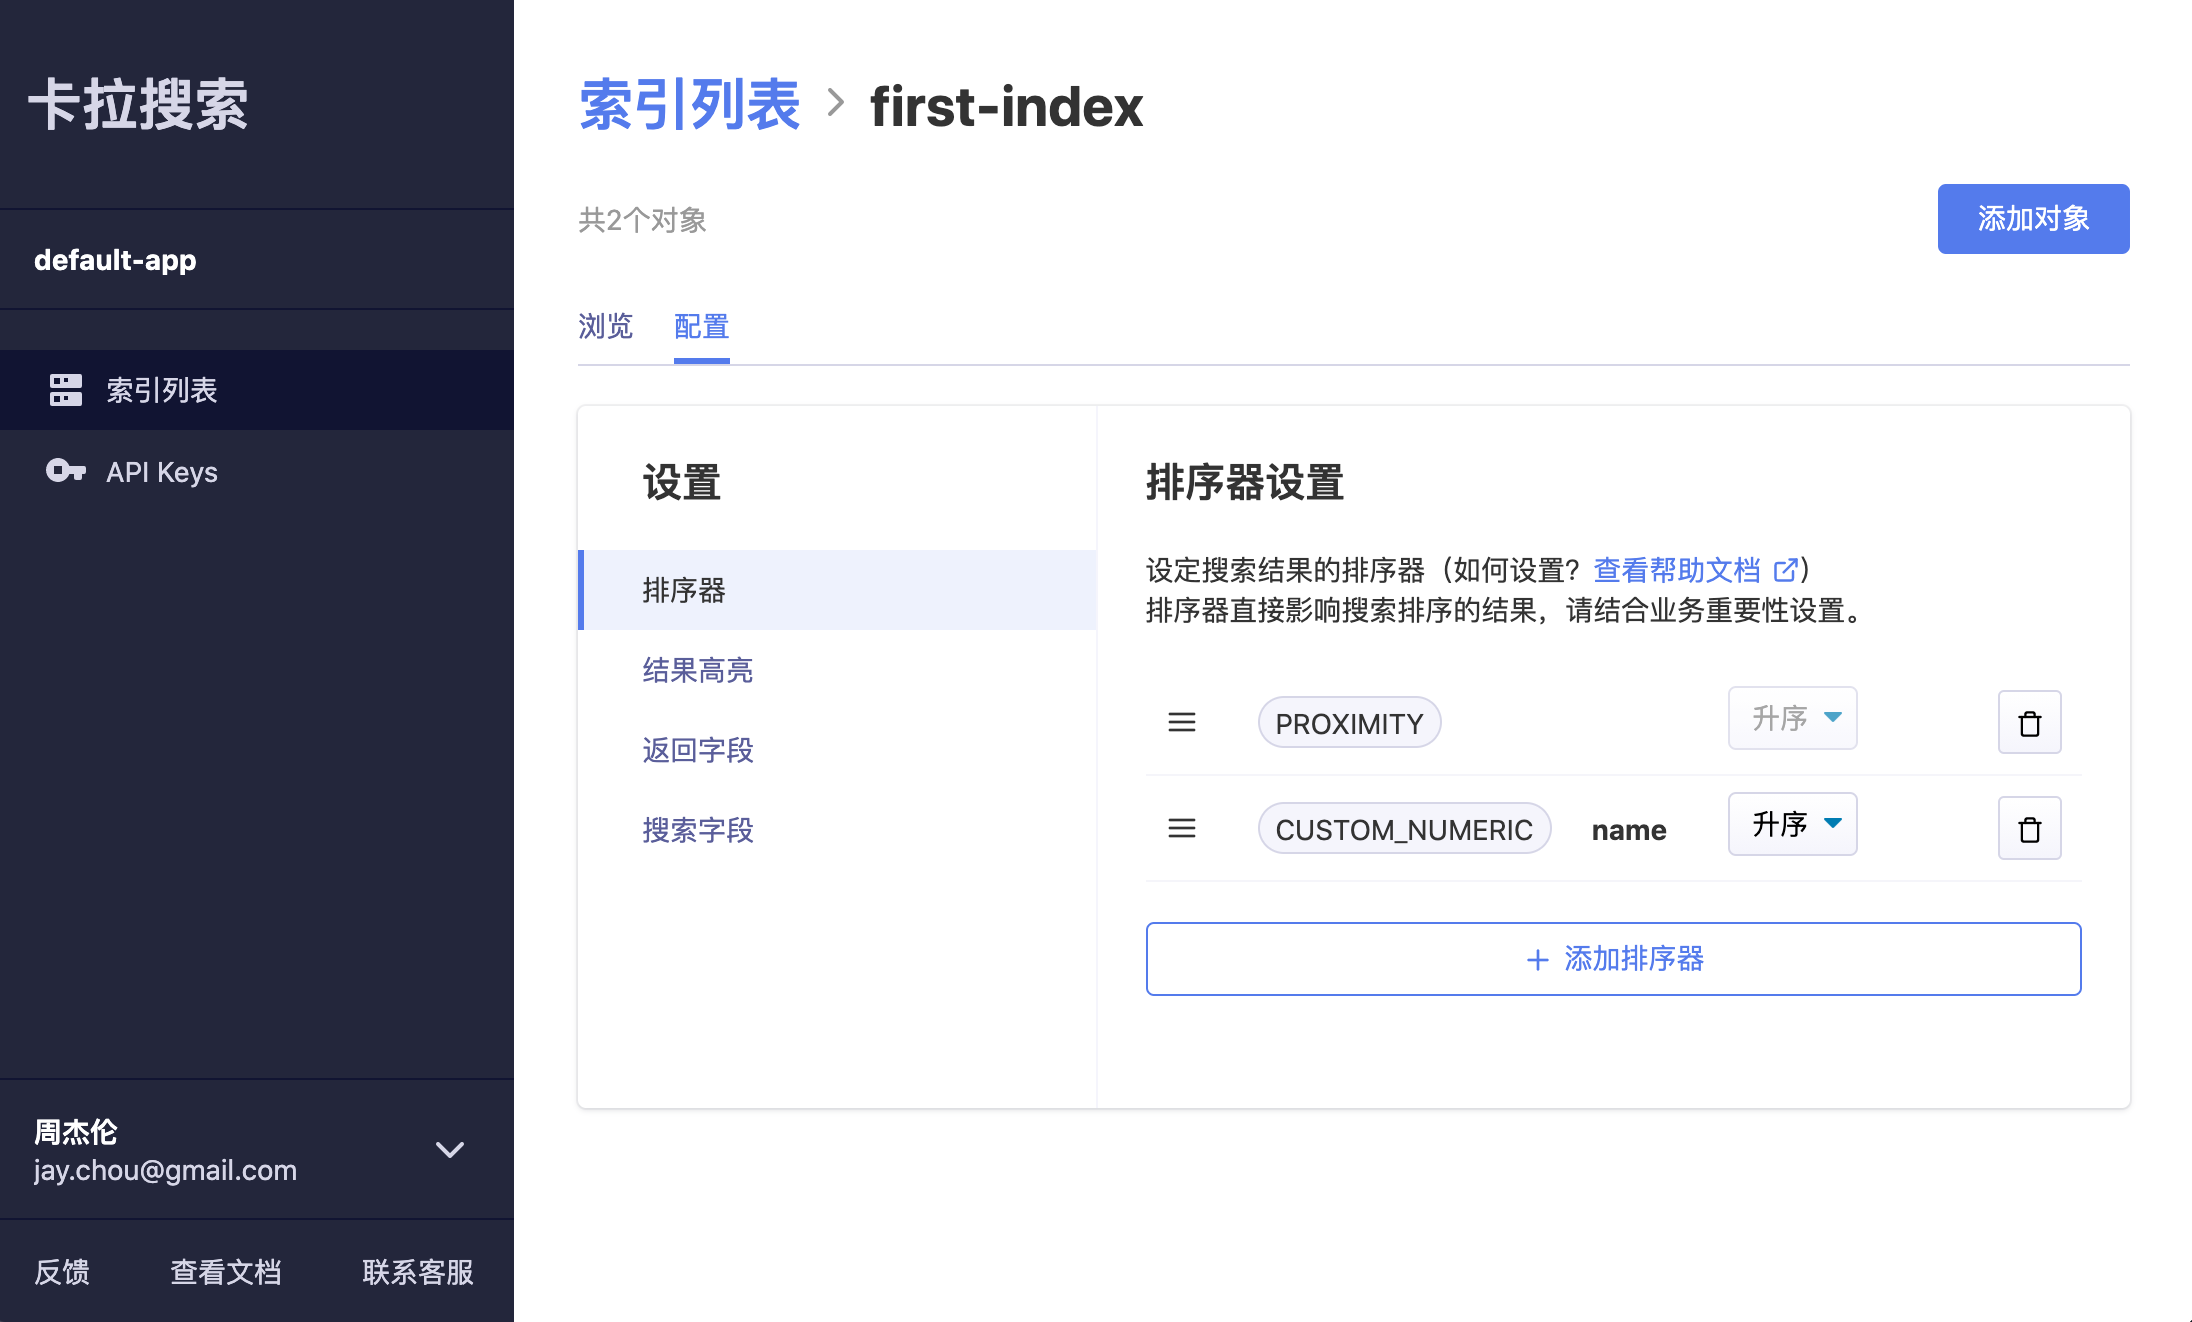 卡拉搜索
default-app
索引列表
API Keys
周杰伦
jay.chou@gmail.com
反馈 查看文档 联系客服
索引列表 > first-index
共2个对象
添加对象
浏览 配置
设置
排序器
结果高亮
返回字段
搜索字段
排序器设置
设定搜索结果的排序器（如何设置？查看帮助文档）
排序器直接影响搜索排序的结果，请结合业务重要性设置。
PROXIMITY 升序
CUSTOM_NUMERIC name 升序
+ 添加排序器